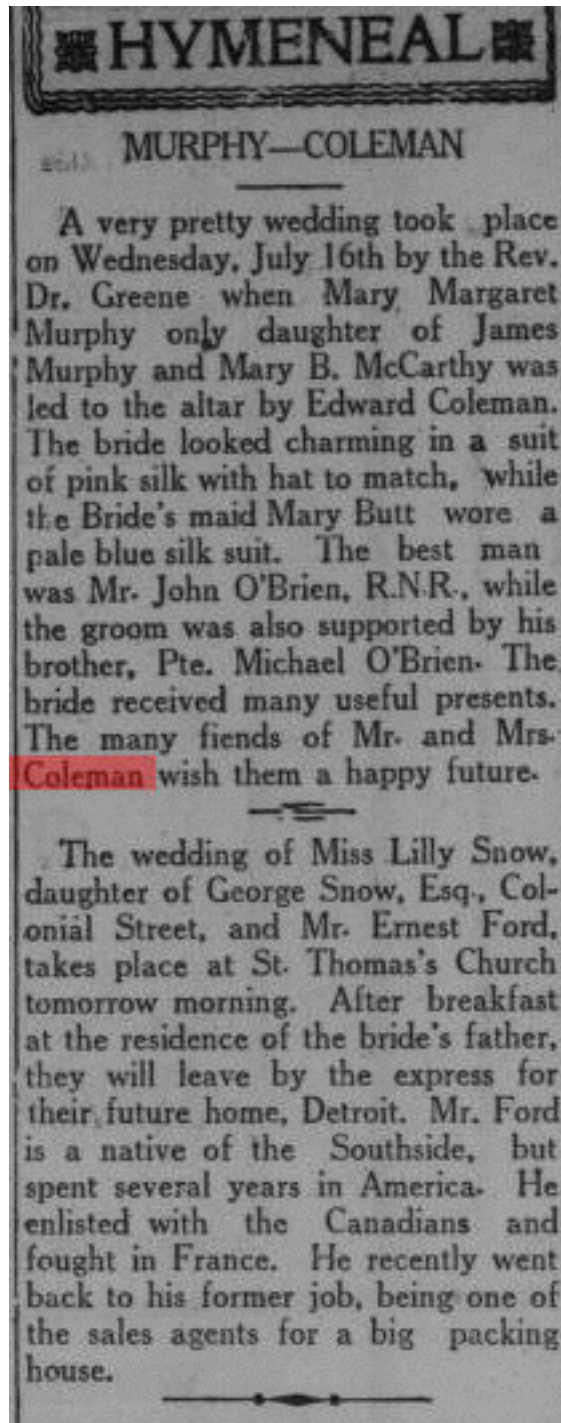 HYMENEAL
MURPHY—COLEMAN
A very pretty wedding took place
on Wednesday, July 16th by the Rev.
Dr. Greene when Mary Margaret
Murphy only daughter of James
Murphy and Mary B. McCarthy was
led to the altar by Edward Coleman.
The bride looked charming in a suit
of pink silk with hat to match, while
the Bride's maid Mary Butt wore a
pale blue silk suit. The best man
was Mr. John O'Brien, R.N.R., while
the groom was also supported by his
brother, Pte. Michael O'Brien. The
bride received many useful presents.
The many fiends of Mr. and Mrs.
Coleman wish them a happy future.
The wedding of Miss Lilly Snow,
daughter of George Snow, Esq., Col-
onial Street, and Mr. Ernest Ford,
takes place at St. Thomas's Church
tomorrow morning. After breakfast
at the residence of the bride's father,
they will leave by the express for
their future home, Detroit. Mr. Ford
is a native of the Southside, but
spent several years in America. He
enlisted with the Canadians and
fought in France. He recently went
back to his former job, being one of
the sales agents for a big packing
house.